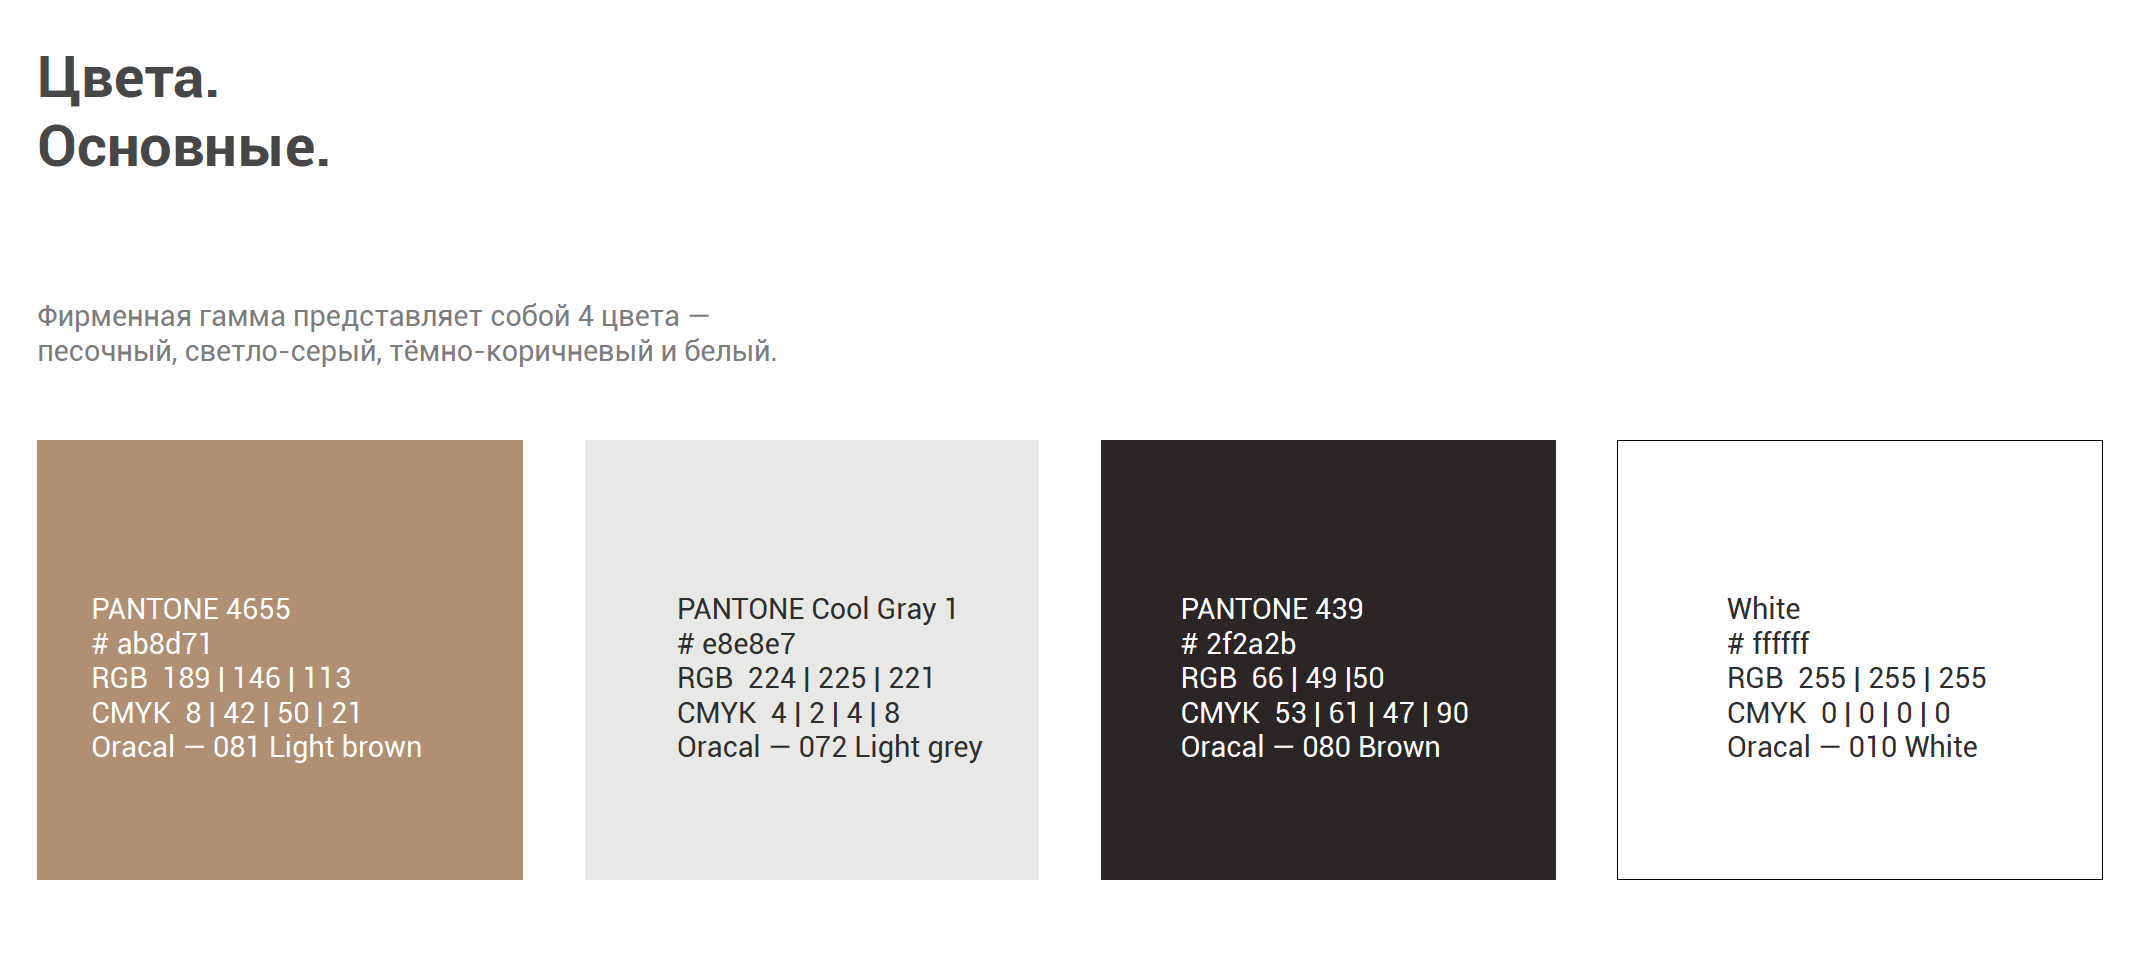 Цвета.
Основные.
Фирменная гамма представляет собой 4 цвета —
песочный, светло-серый, тёмно-коричневый и белый.
PANTONE 4655
# ab8d71
RGB 189 | 146 | 113
CMYK 8 | 42 | 50 | 21
Oracal — 081 Light brown
PANTONE Cool Gray 1
# e8e8e7
RGB 224 | 225 | 221
CMYK 4 | 2 | 4 | 8
Oracal — 072 Light grey
PANTONE 439
# 2f2a2b
RGB 66 | 49 |50
CMYK 53 | 61 | 47 | 90
Oracal — 080 Brown
White
# ffffff
RGB 255 | 255 | 255
CMYK 0 | 0 | 0 | 0
Oracal — 010 White